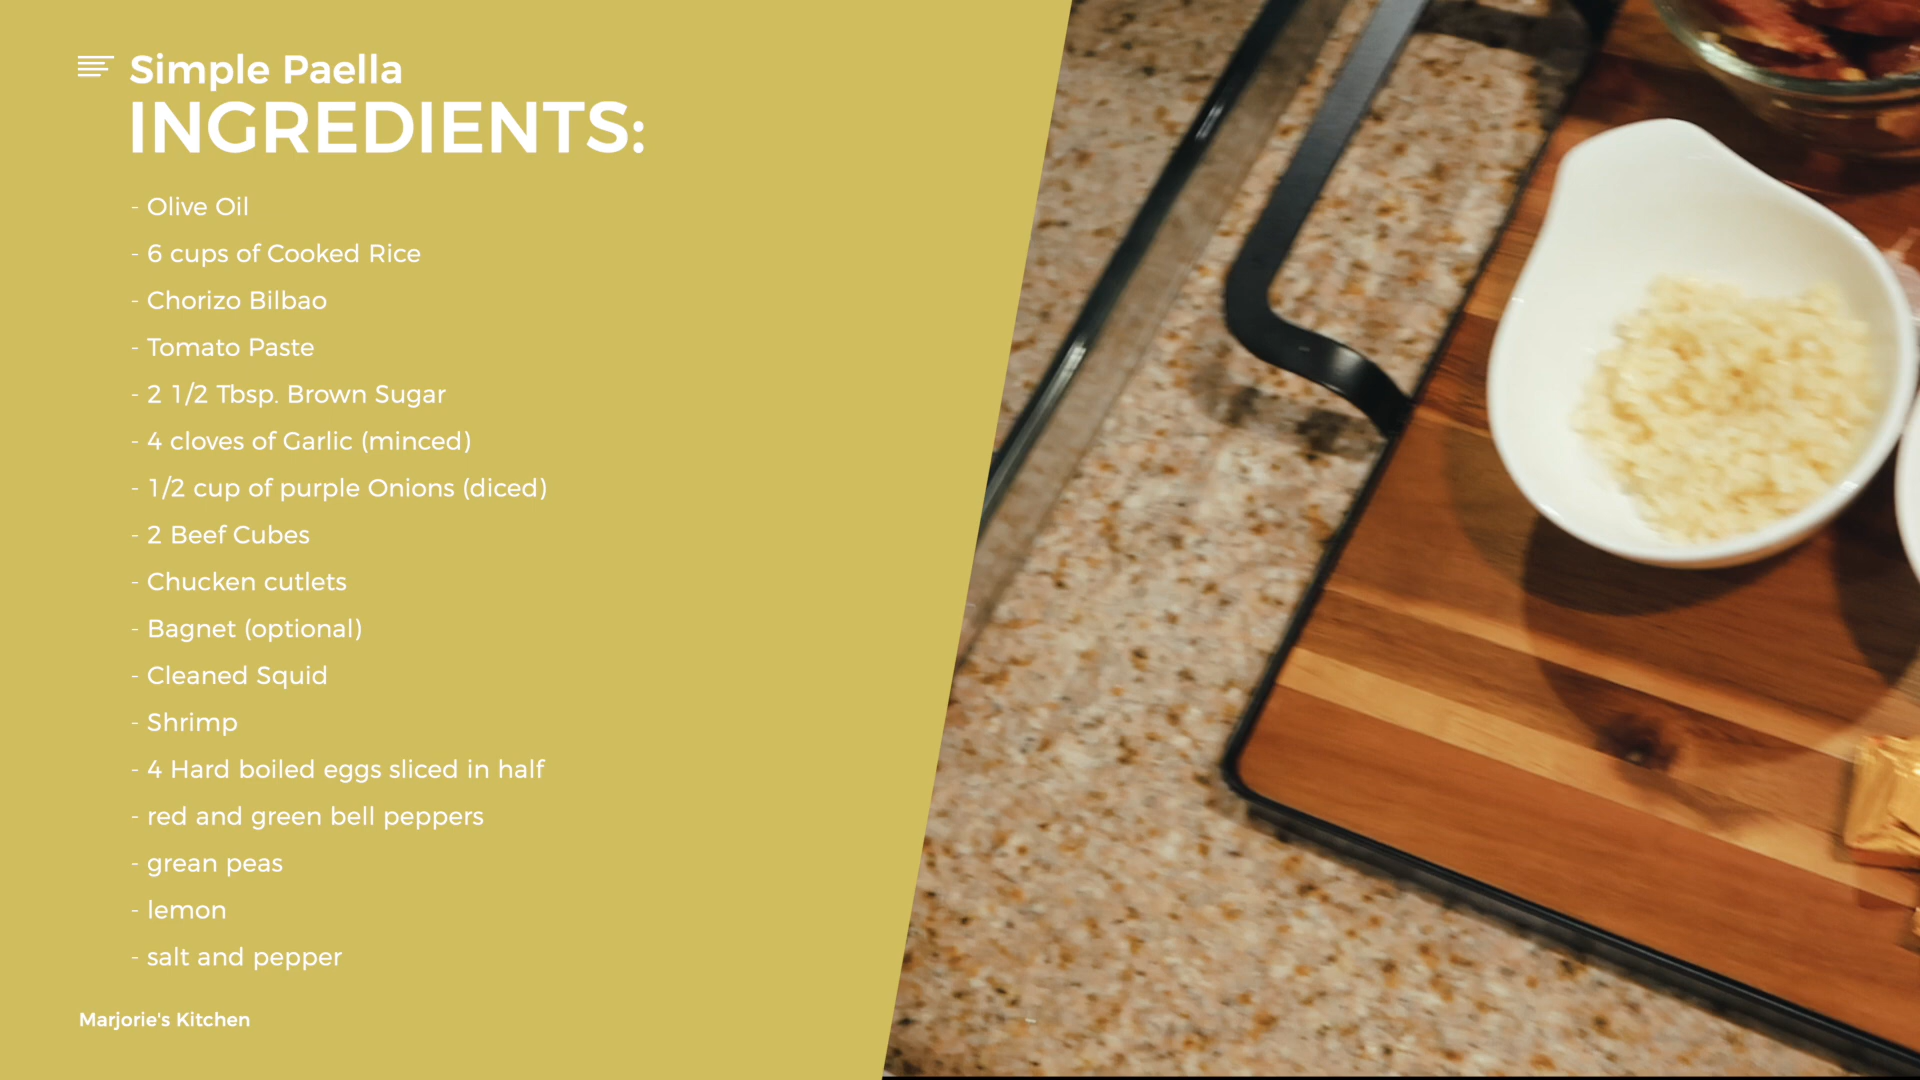 Simple Paella
INGREDIENTS:
- Olive Oil
- 6 cups of Cooked Rice
- Chorizo Bilbao
- Tomato Paste
- 2 1/2 Tbsp. Brown Sugar
- 4 cloves of Garlic (minced)
- 1/2 cup of purple Onions (diced)
- 2 Beef Cubes
- Chucken cutlets
- Bagnet (optional)
- Cleaned Squid
- Shrimp
- 4 Hard boiled eggs sliced in half
- red and green bell peppers
- grean peas
- lemon
- salt and pepper
Marjorie's Kitchen